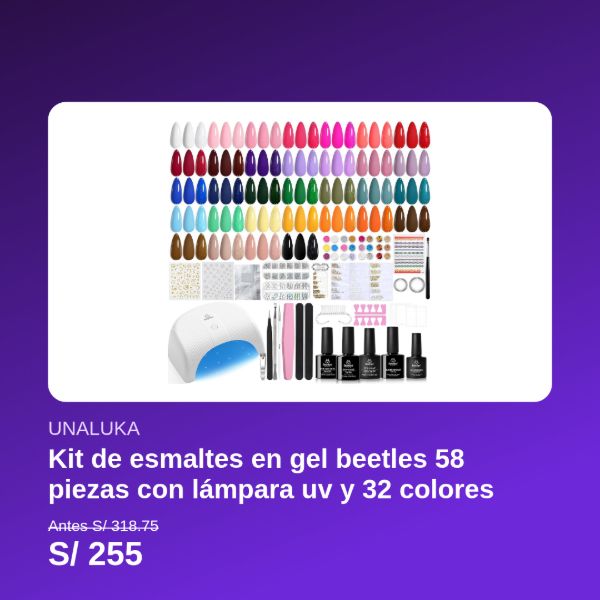 UNALUKA
Kit de esmaltes en gel beetles 58
piezas con lámpara uv y 32 colores
Antes S/ 318.75
S/ 255